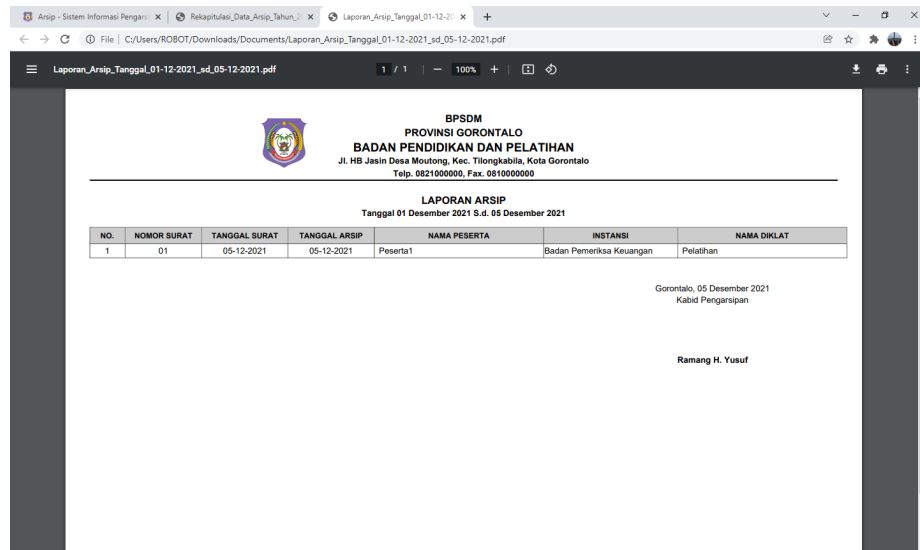 Arsip - Sistem Informasi Pengars
Rekapitulasi_Data_Arsip_Tahun_2
Laporan_Arsip_Tanggal_01-12-20
File
C:/Users/ROBOT/Downloads/Documents/Laporan_Arsip_Tanggal_01-12-2021_sd_05-12-2021.pdf
Laporan_Arsip_Tanggal_01-12-2021_sd_05-12-2021.pdf
1 / 1
100%
BPSDM
PROVINSI GORONTALO
BADAN PENDIDIKAN DAN PELATIHAN
Jl. HB Jasin Desa Moutong, Kec. Tilongkabila, Kota Gorontalo
Telp. 0821000000, Fax. 0810000000
LAPORAN ARSIP
Tanggal 01 Desember 2021 S.d. 05 Desember 2021
NO. NOMOR SURAT TANGGAL SURAT TANGGAL ARSIP NAMA PESERTA INSTANSI NAMA DIKLAT
1 01 05-12-2021 05-12-2021 Peserta1 Badan Pemeriksa Keuangan Pelatihan
Gorontalo, 05 Desember 2021
Kabid Pengarsipan
Ramang H. Yusuf